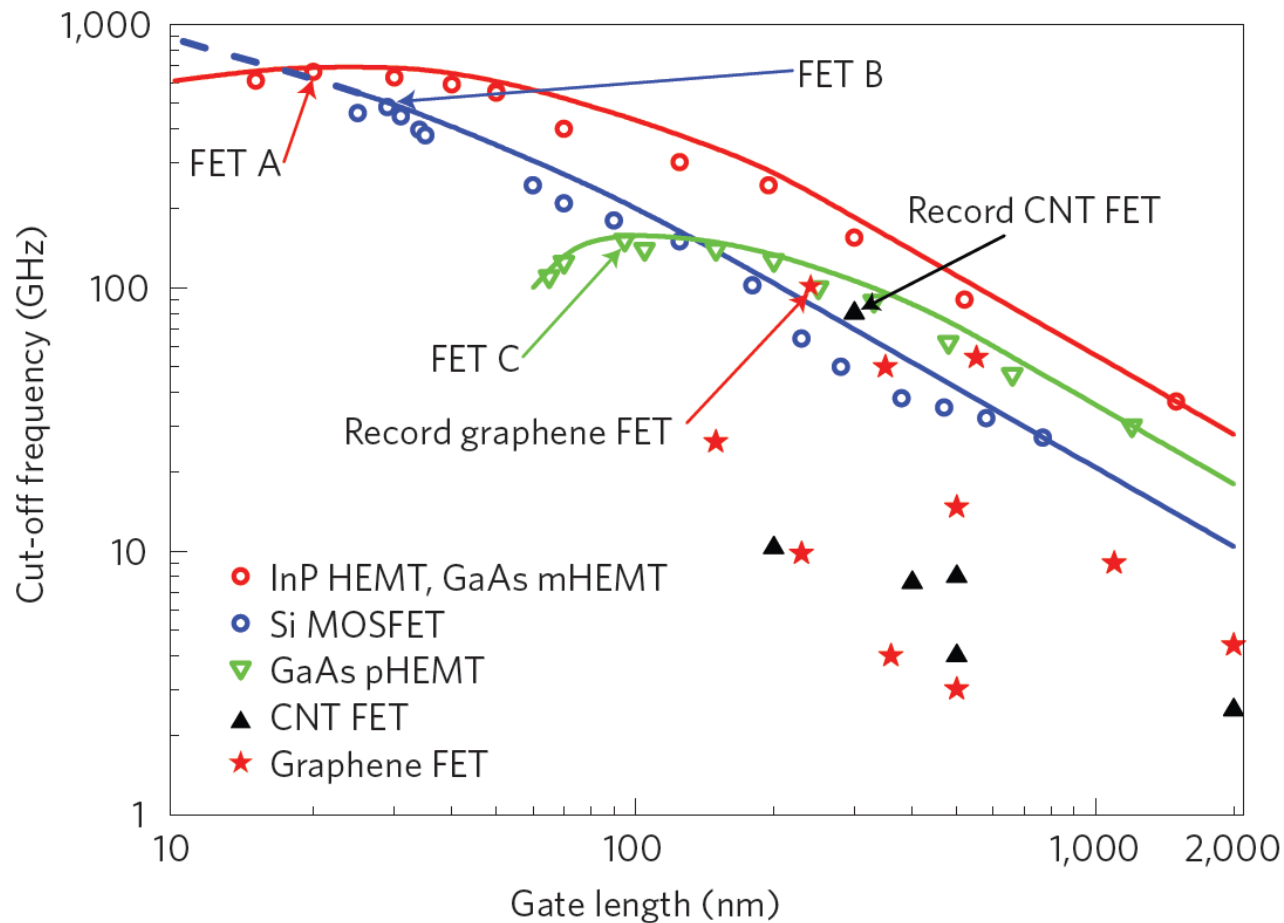 1,000
FET B
FET A
Record CNT FET
100
FET C
Record graphene FET
Cut-off frequency (GHz)
10
InP HEMT, GaAs mHEMT
Si MOSFET
GaAs pHEMT
CNT FET
Graphene FET
1
10
100
1,000
2,000
Gate length (nm)